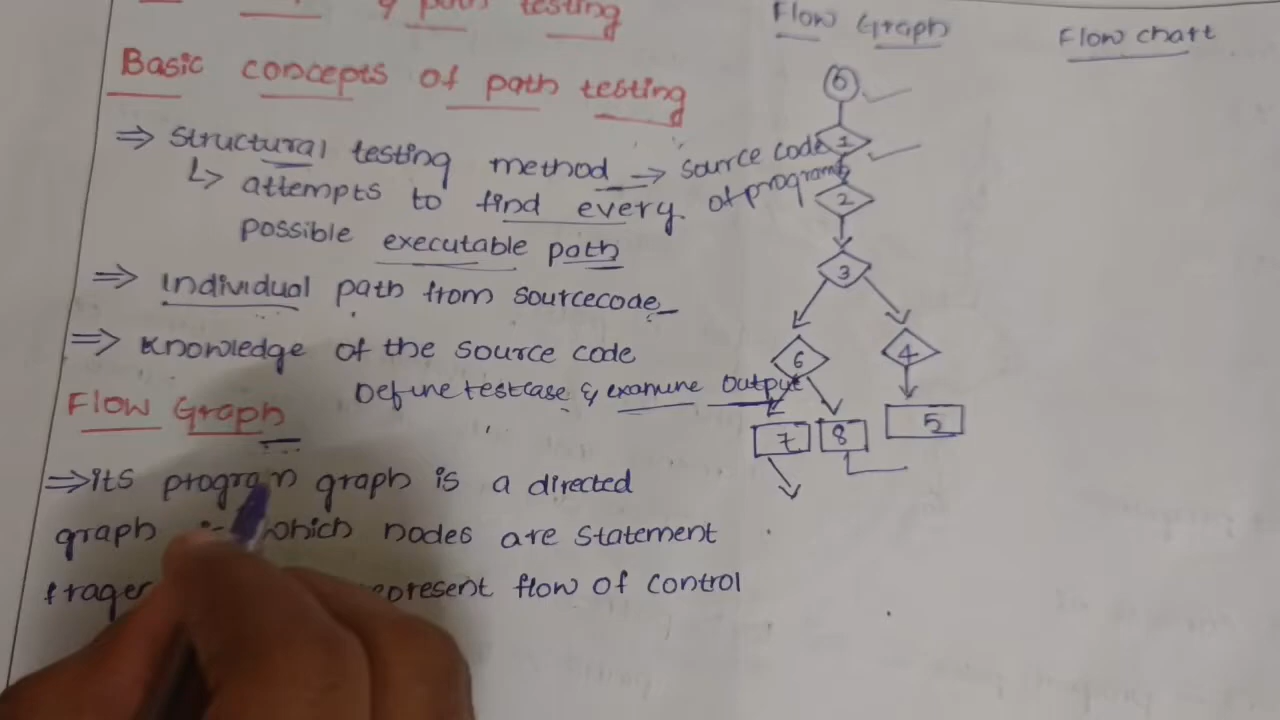 & path testing
Basic concepts of path testing
⇒ Structural testing method → source code of program
↳ attempts to find every
possible executable path
⇒ Individual path from sourcecode
⇒ Knowledge of the source code
Define testcase & examine output
Flow Graph
⇒ its program graph is a directed
graph which nodes are statement
flow of control
Flow Graph
1
2
3
6 4
7 8 5
Flow chart